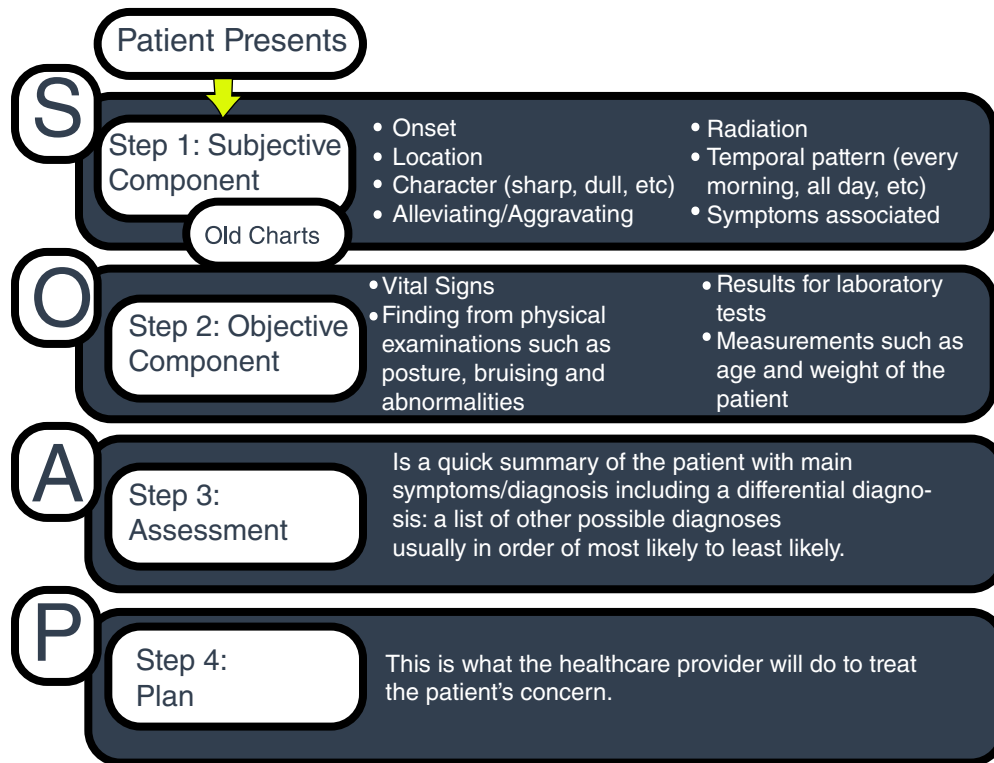 Patient Presents
S
Step 1: Subjective
Component
Old Charts
• Onset
• Location
• Character (sharp, dull, etc)
• Alleviating/Aggravating
• Radiation
• Temporal pattern (every
morning, all day, etc)
• Symptoms associated
O
Step 2: Objective
Component
• Vital Signs
• Finding from physical
examinations such as
posture, bruising and
abnormalities
• Results for laboratory
tests
• Measurements such as
age and weight of the
patient
A
Step 3:
Assessment
Is a quick summary of the patient with main
symptoms/diagnosis including a differential diagno-
sis: a list of other possible diagnoses
usually in order of most likely to least likely.
P
Step 4:
Plan
This is what the healthcare provider will do to treat
the patient’s concern.